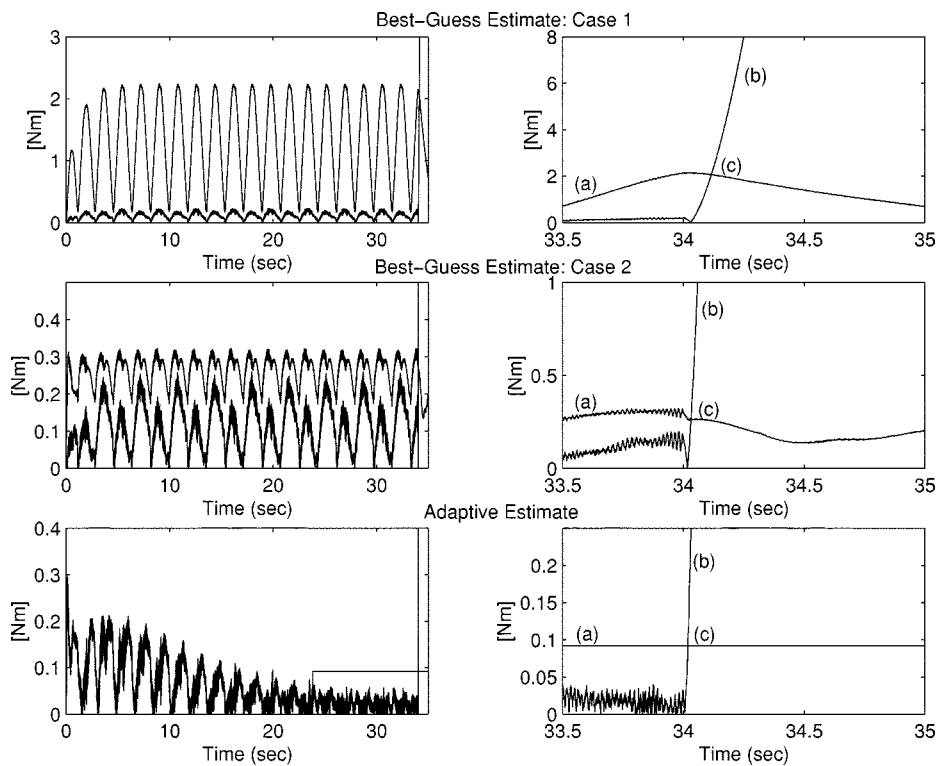 Best-Guess Estimate: Case 1
3
2
1
0
[Nm]
0 10 20 30
Time (sec)
8
6
4
2
0
[Nm]
(a)
(b)
(c)
33.5 34 34.5 35
Time (sec)
Best-Guess Estimate: Case 2
0.4
0.3
0.2
0.1
0
[Nm]
0 10 20 30
Time (sec)
1
0.5
0
[Nm]
(a)
(b)
(c)
33.5 34 34.5 35
Time (sec)
Adaptive Estimate
0.4
0.3
0.2
0.1
0
[Nm]
0 10 20 30
Time (sec)
0.2
0.15
0.1
0.05
0
[Nm]
(a)
(b)
(c)
33.5 34 34.5 35
Time (sec)